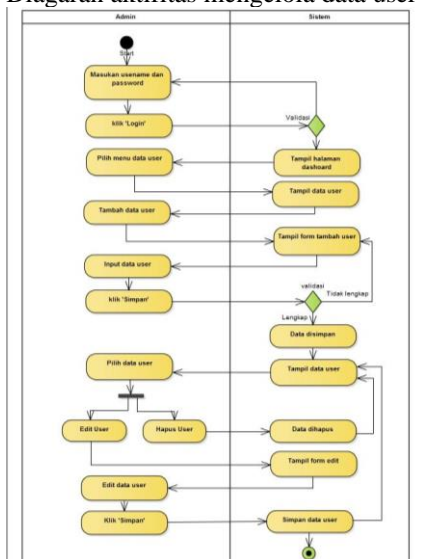 Diagaran aktifitas mengelola data user
Admin
Sistem
Start
Masukan usename dan
password
klik 'Login'
Validasi
Pilih menu data user
Tampil halaman
dashoard
Tampil data user
Tambah data user
Tampil form tambah user
Input data user
klik 'Simpan'
validasi
Tidak lengkap
Lengkap
Data disimpan
Pilih data user
Tampil data user
Edit User
Hapus User
Data dihapus
Tampil form edit
Edit data user
Klik 'Simpan'
Simpan data user